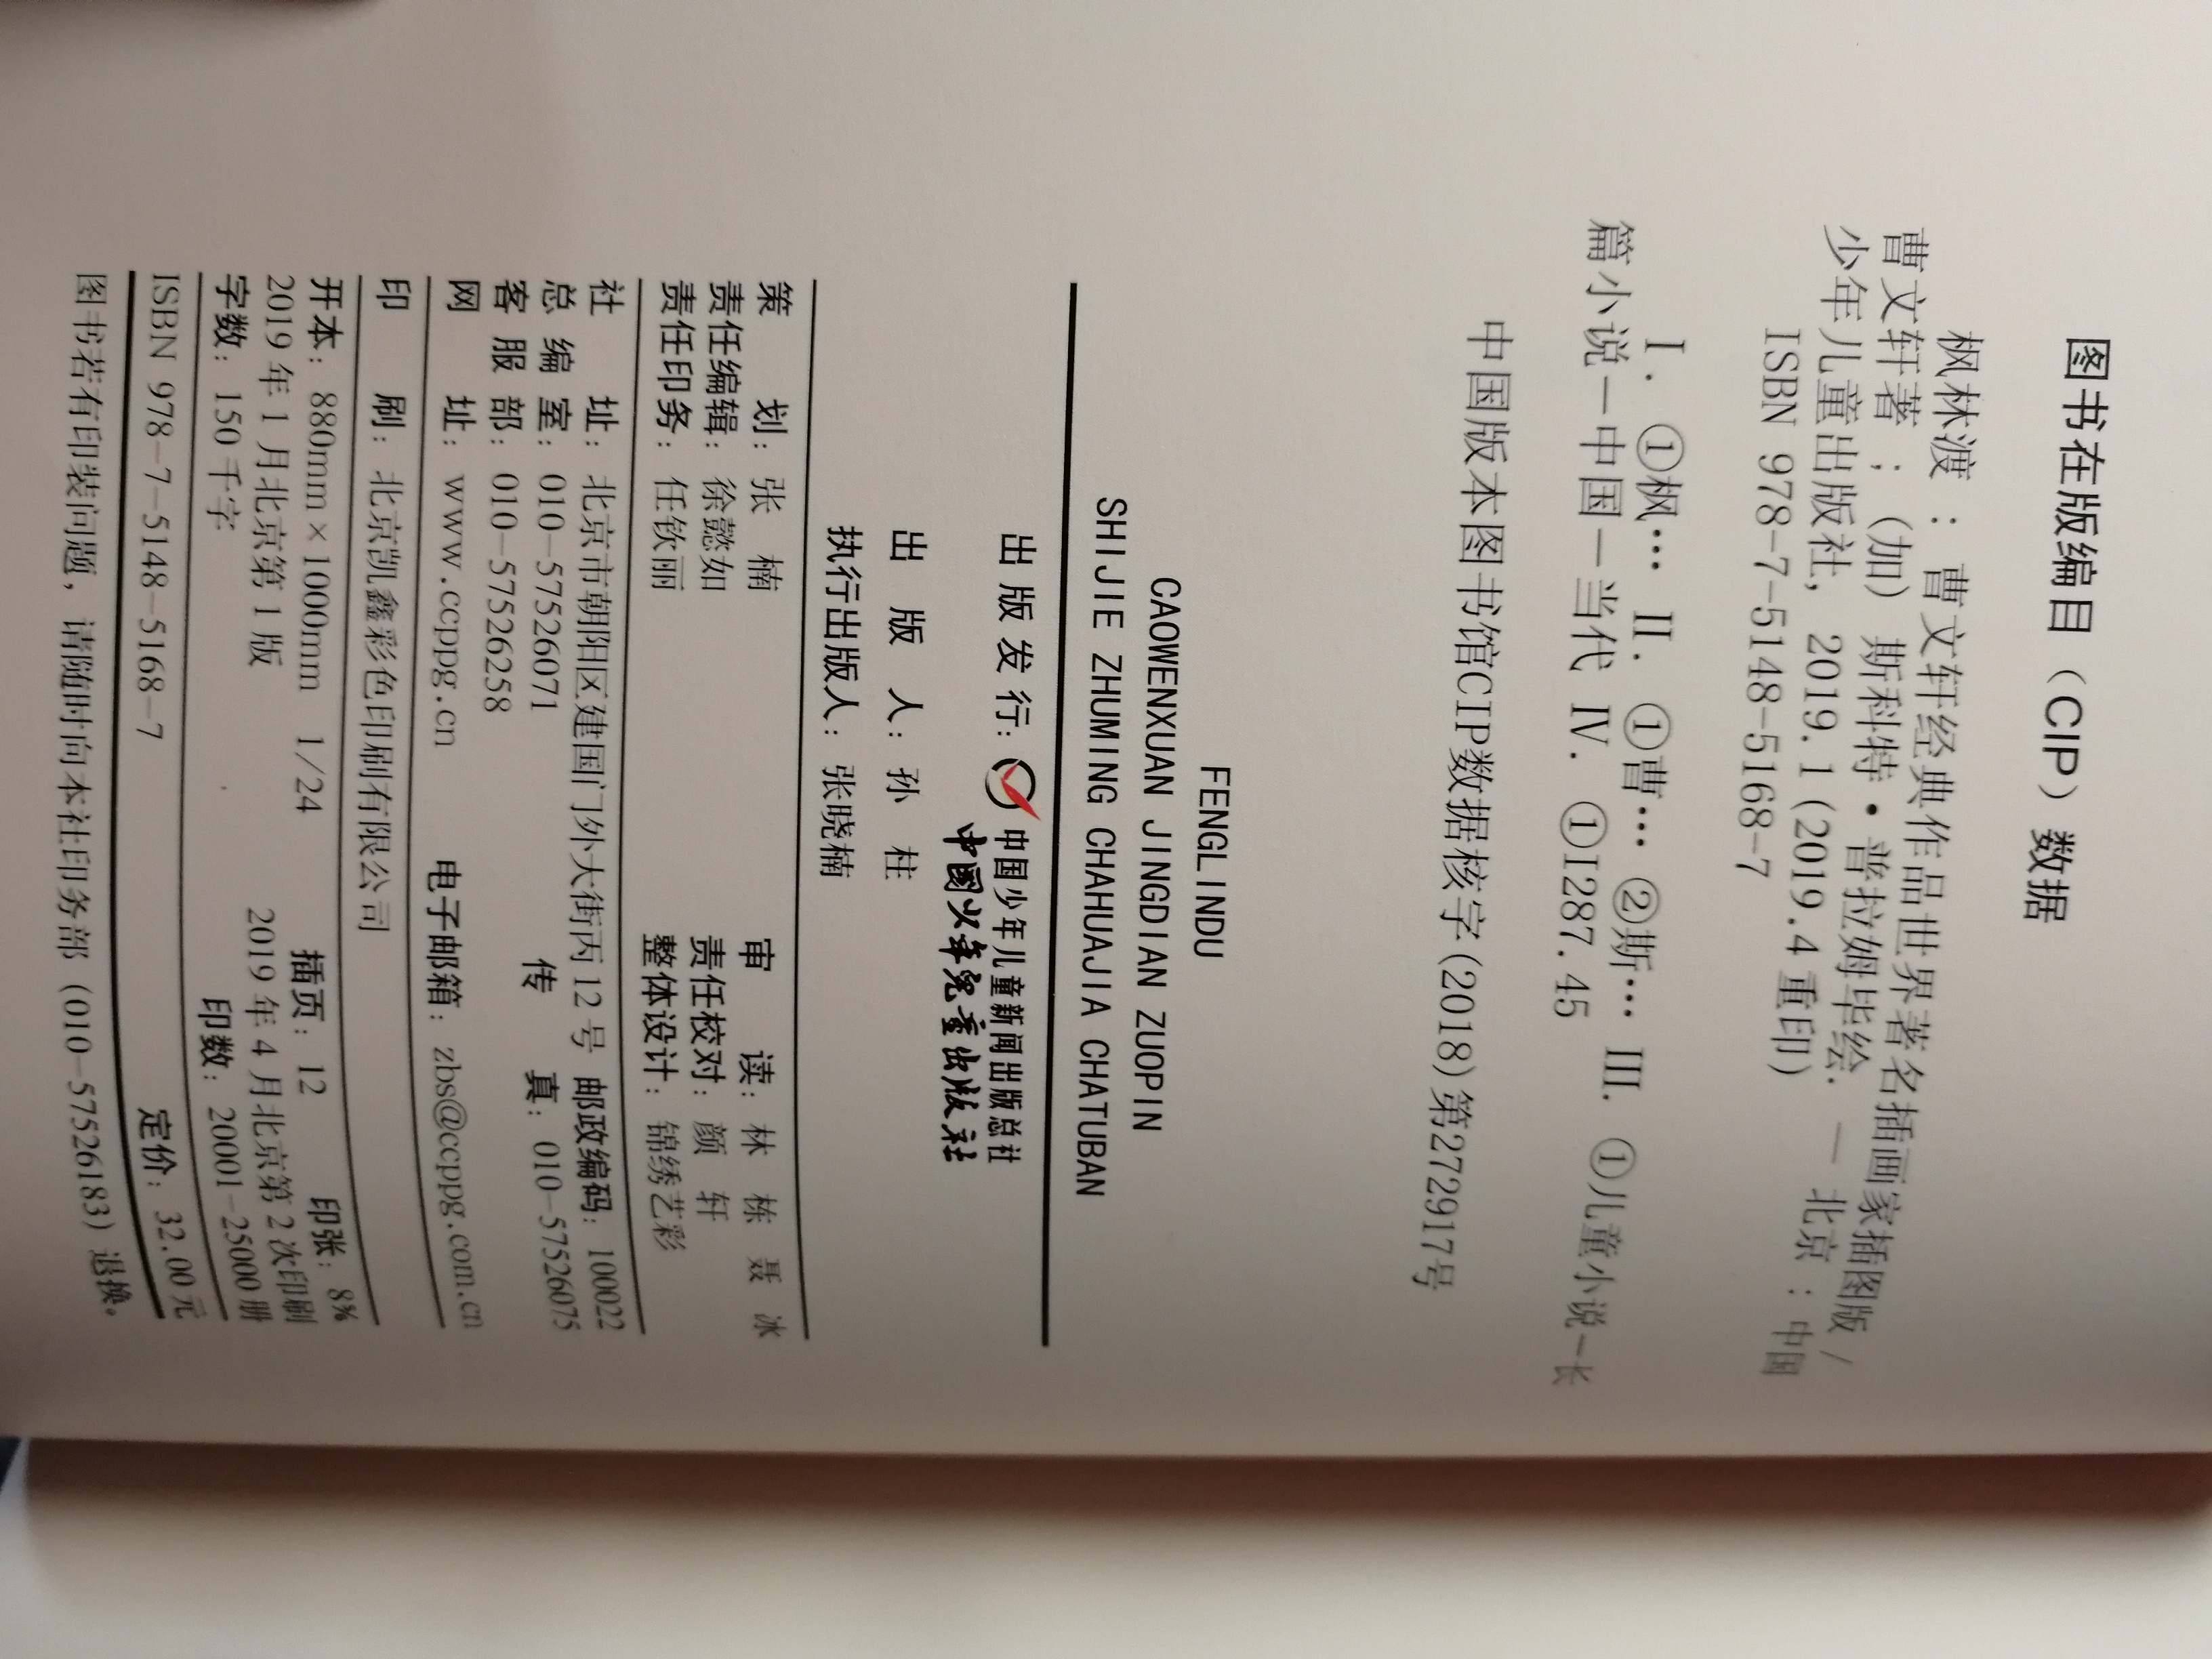 图书在版编目（CIP）数据
枫林渡 : 曹文轩经典作品世界著名插画家插图版 /
曹文轩著 ; (加) 斯科特·普拉姆毕绘. — 北京 : 中国
少年儿童出版社, 2019.1 (2019.4 重印)
ISBN 978-7-5148-5168-7
I. ①枫… II. ①曹… ②斯… III. ①儿童小说-长
篇小说-中国-当代 IV. ①I287.45
中国版本图书馆CIP数据核字(2018)第272917号
FENGLINDU
CAOWENXUAN JINGDIAN ZUOPIN
SHIJIE ZHUMING CHAHUAJIA CHATUBAN
出版发行： 中国少年儿童新闻出版总社
中國少年兒童出版社
出 版 人： 孙 柱
执行出版人： 张晓楠
策 划： 张 楠 审 读： 林 栋 聂 冰
责任编辑： 徐懿如 责任校对： 颜 轩
责任印务： 任钦丽 整体设计： 锦绣艺彩
社 址： 北京市朝阳区建国门外大街丙12号 邮政编码： 100022
总 编 室： 010-57526071 传 真： 010-57526075
客 服 部： 010-57526258
网 址： www.ccppg.cn 电子邮箱： zbs@ccppg.com.cn
印 刷： 北京凯鑫彩色印刷有限公司
开本： 880mm×1000mm 1/24 插页： 12 印张： 8⅜
2019年1月北京第1版 2019年4月北京第2次印刷
字数： 150千字 印数： 20001-25000册
ISBN 978-7-5148-5168-7 定价： 32.00元
图书若有印装问题，请随时向本社印务部（010-57526183）退换。